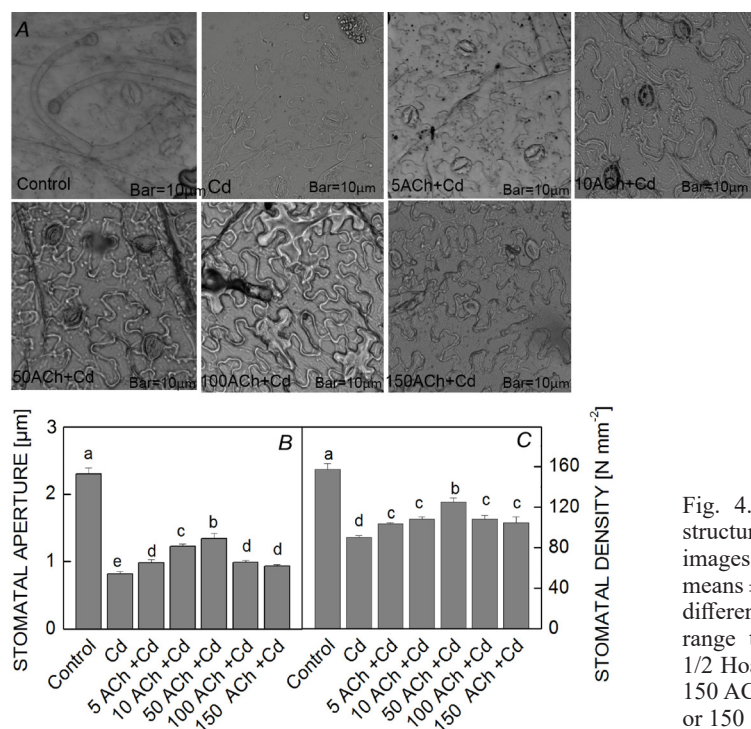 A
Control Bar=10µm
Cd Bar=10µm
5ACh+Cd Bar=10µm
10ACh+Cd Bar=10µm
50ACh+Cd Bar=10µm
100ACh+Cd Bar=10µm
150ACh+Cd Bar=10µm
STOMATAL APERTURE [µm]
3
2
1
0
B
a
e
d
c
b
d
d
Control
Cd
5 ACh +Cd
10 ACh +Cd
50 ACh +Cd
100 ACh +Cd
150 ACh +Cd
C
a
d
c
c
b
c
c
Control
Cd
5 ACh +Cd
10 ACh +Cd
50 ACh +Cd
100 ACh +Cd
150 ACh +Cd
160
120
80
40
0
STOMATAL DENSITY [N mm⁻²]
Fig. 4.
structur
images
means
differen
range t
1/2 Hoa
150 AC
or 150